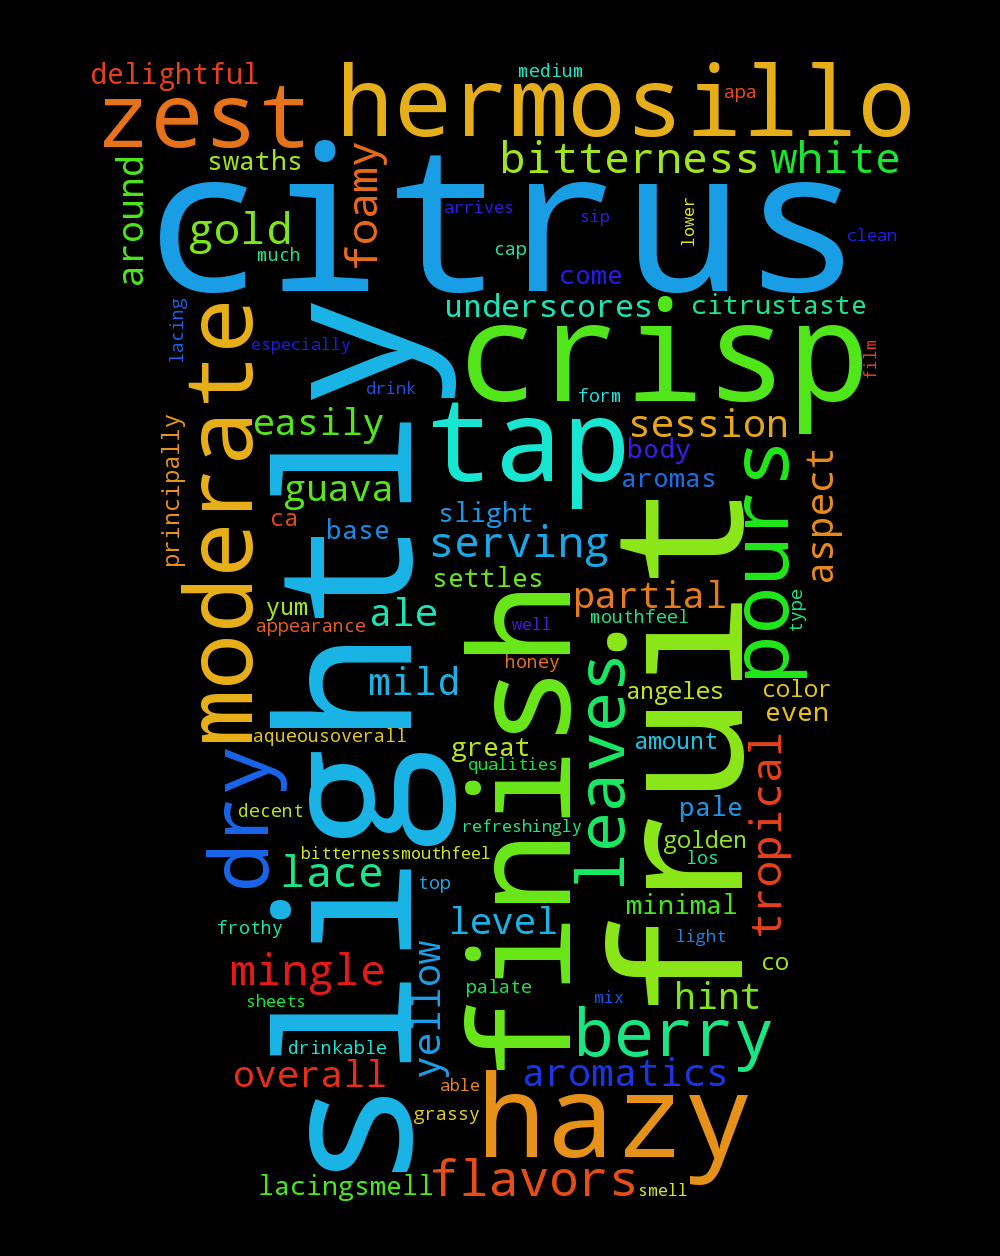 delightful
medium
hermosillo
apa
zest
bitterness
white
swaths
around
foamy
citrus
arrives
sip
lower
gold
much
cap
clean
come
underscores
citrustaste
lacing
especially
crisp
film
drink
form
moderate
slightly
tap
session
easily
body
principally
guava
aromas
pours
aspect
ca
base
slight
serving
fruit
settles
partial
type
yum
ale
mouthfeel
appearance
well
finish
honey
leaves
mild
angeles
color
even
aqueousoverall
great
amount
tropical
dry
qualities
decent
pale
refreshingly
golden
bitternessmouthfeel
los
lace
top
minimal
frothy
level
light
yellow
co
mingle
palate
mix
hint
sheets
berry
drinkable
overall
aromatics
able
grassy
hazy
lacingsmell
flavors
smell